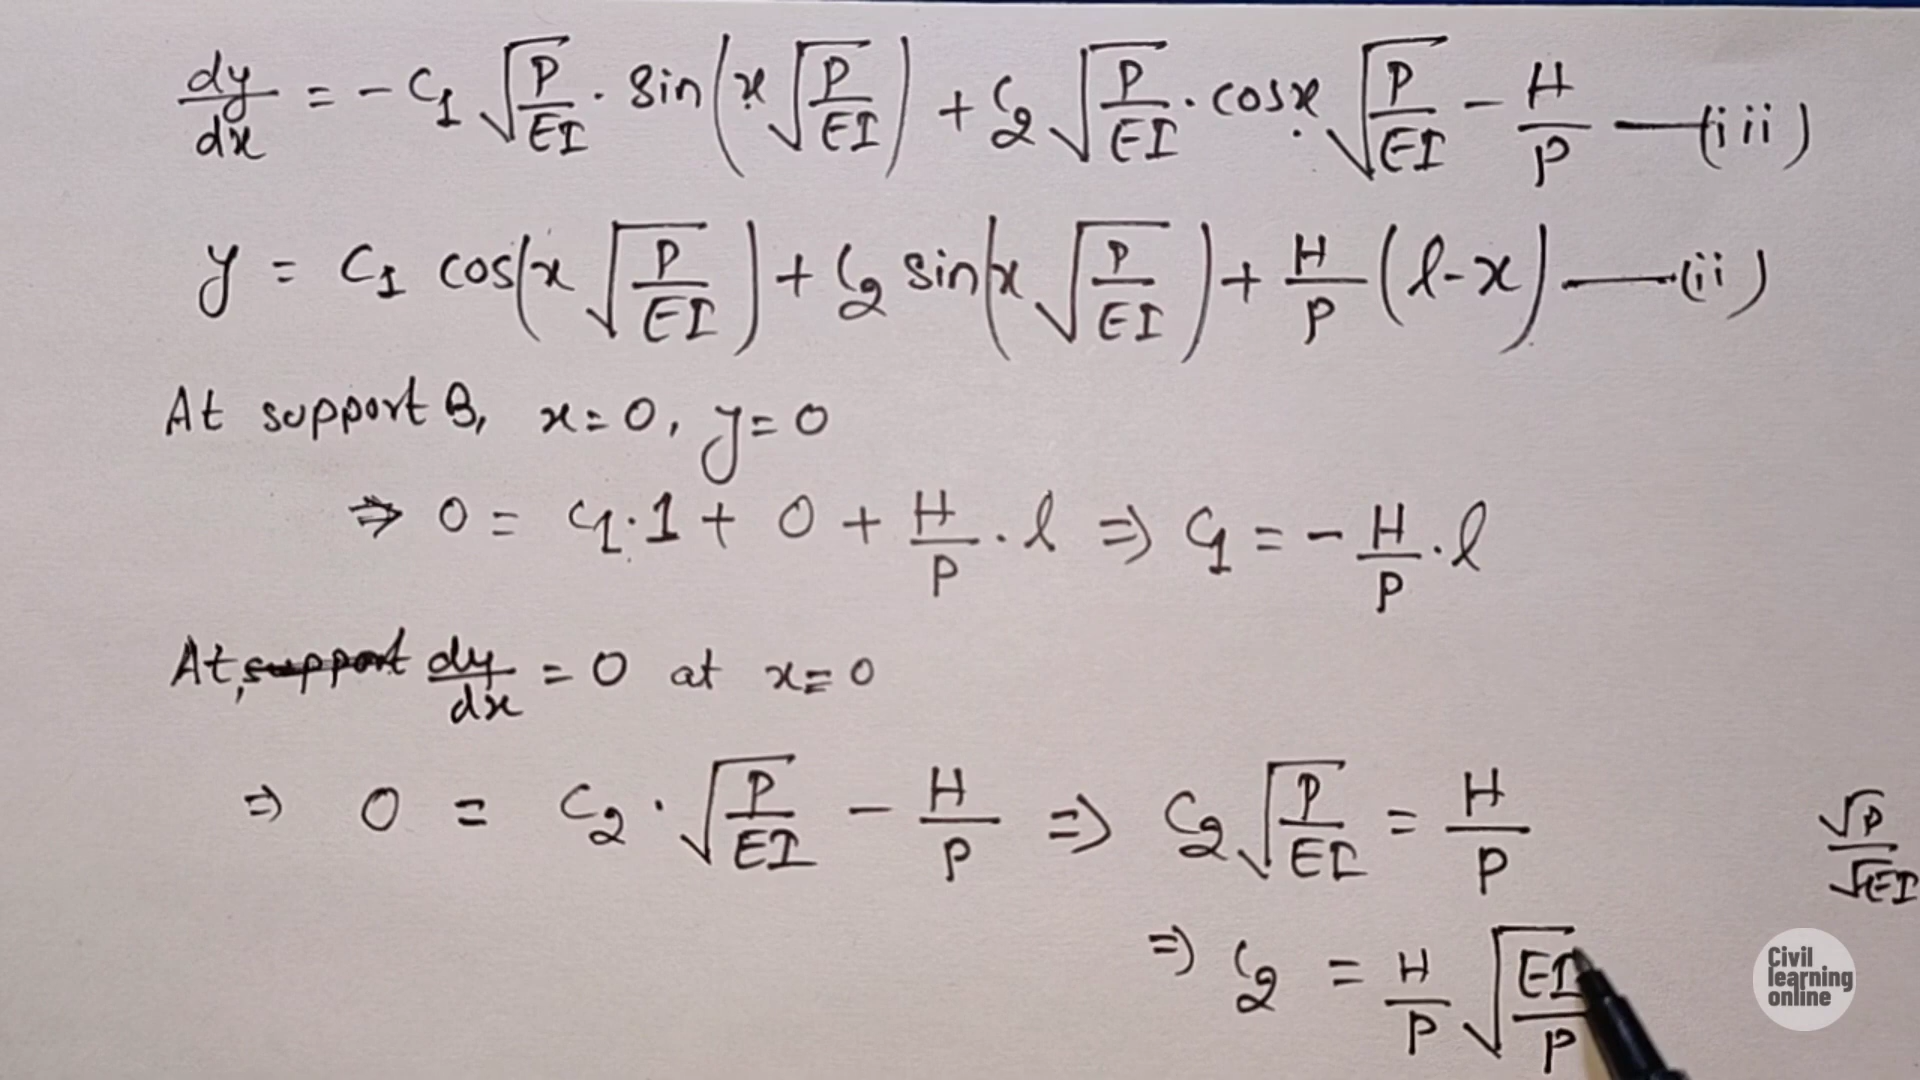 dy/dx = -C₁ √(P/EI) · sin(x √(P/EI)) + C₂ √(P/EI) · cosx √(P/EI) - H/P —(iii)
y = C₁ cos(x √(P/EI)) + C₂ sin(x √(P/EI)) + H/P (l-x) —(ii)
At support B, x=0, y=0
⇒ 0 = C₁·1 + 0 + H/P · l ⇒ C₁ = - H/P · l
At, support dy/dx = 0 at x=0
⇒ 0 = C₂ · √(P/EI) - H/P ⇒ C₂ √(P/EI) = H/P
√P/√EI
⇒ C₂ = H/P √(EI/P)
Civil
learning
online